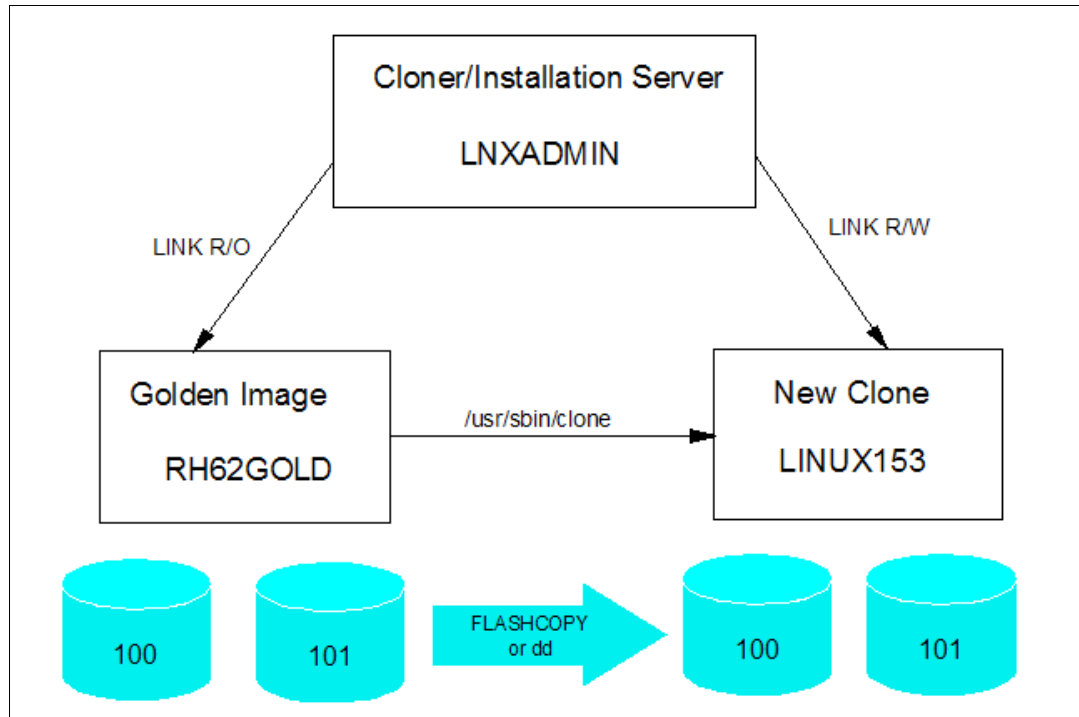 Cloner/Installation Server
LNXADMIN
LINK R/O
LINK R/W
Golden Image
RH62GOLD
/usr/sbin/clone
New Clone
LINUX153
100
101
FLASHCOPY
or dd
100
101